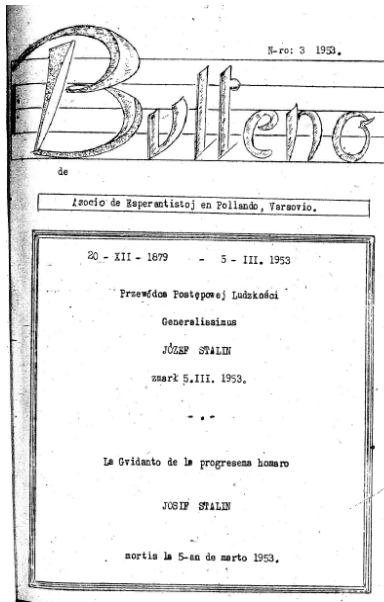 N-ro: 3 1953.
Bulteno
de
Asocio de Esperantistoj en Pollando, Varsovio.
20 - XII - 1879 - 5 - III. 1953
Przewódca Postępowej Ludzkości
Generalissimus
JÓZEF STALIN
zmarł 5.III. 1953.
- . -
La Gvidanto de la progresema homaro
JOSIF STALIN
mortis la 5-an de marto 1953.